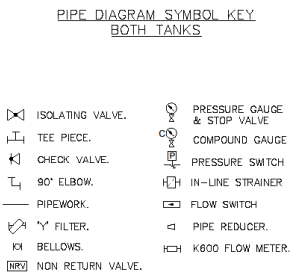 PIPE DIAGRAM SYMBOL KEY
BOTH TANKS
ISOLATING VALVE.
TEE PIECE.
CHECK VALVE.
90° ELBOW.
PIPEWORK.
"Y" FILTER.
BELLOWS.
NRV NON RETURN VALVE.
PRESSURE GAUGE
& STOP VALVE
C COMPOUND GAUGE
P PRESSURE SWITCH
IN-LINE STRAINER
FLOW SWITCH
PIPE REDUCER.
K600 FLOW METER.